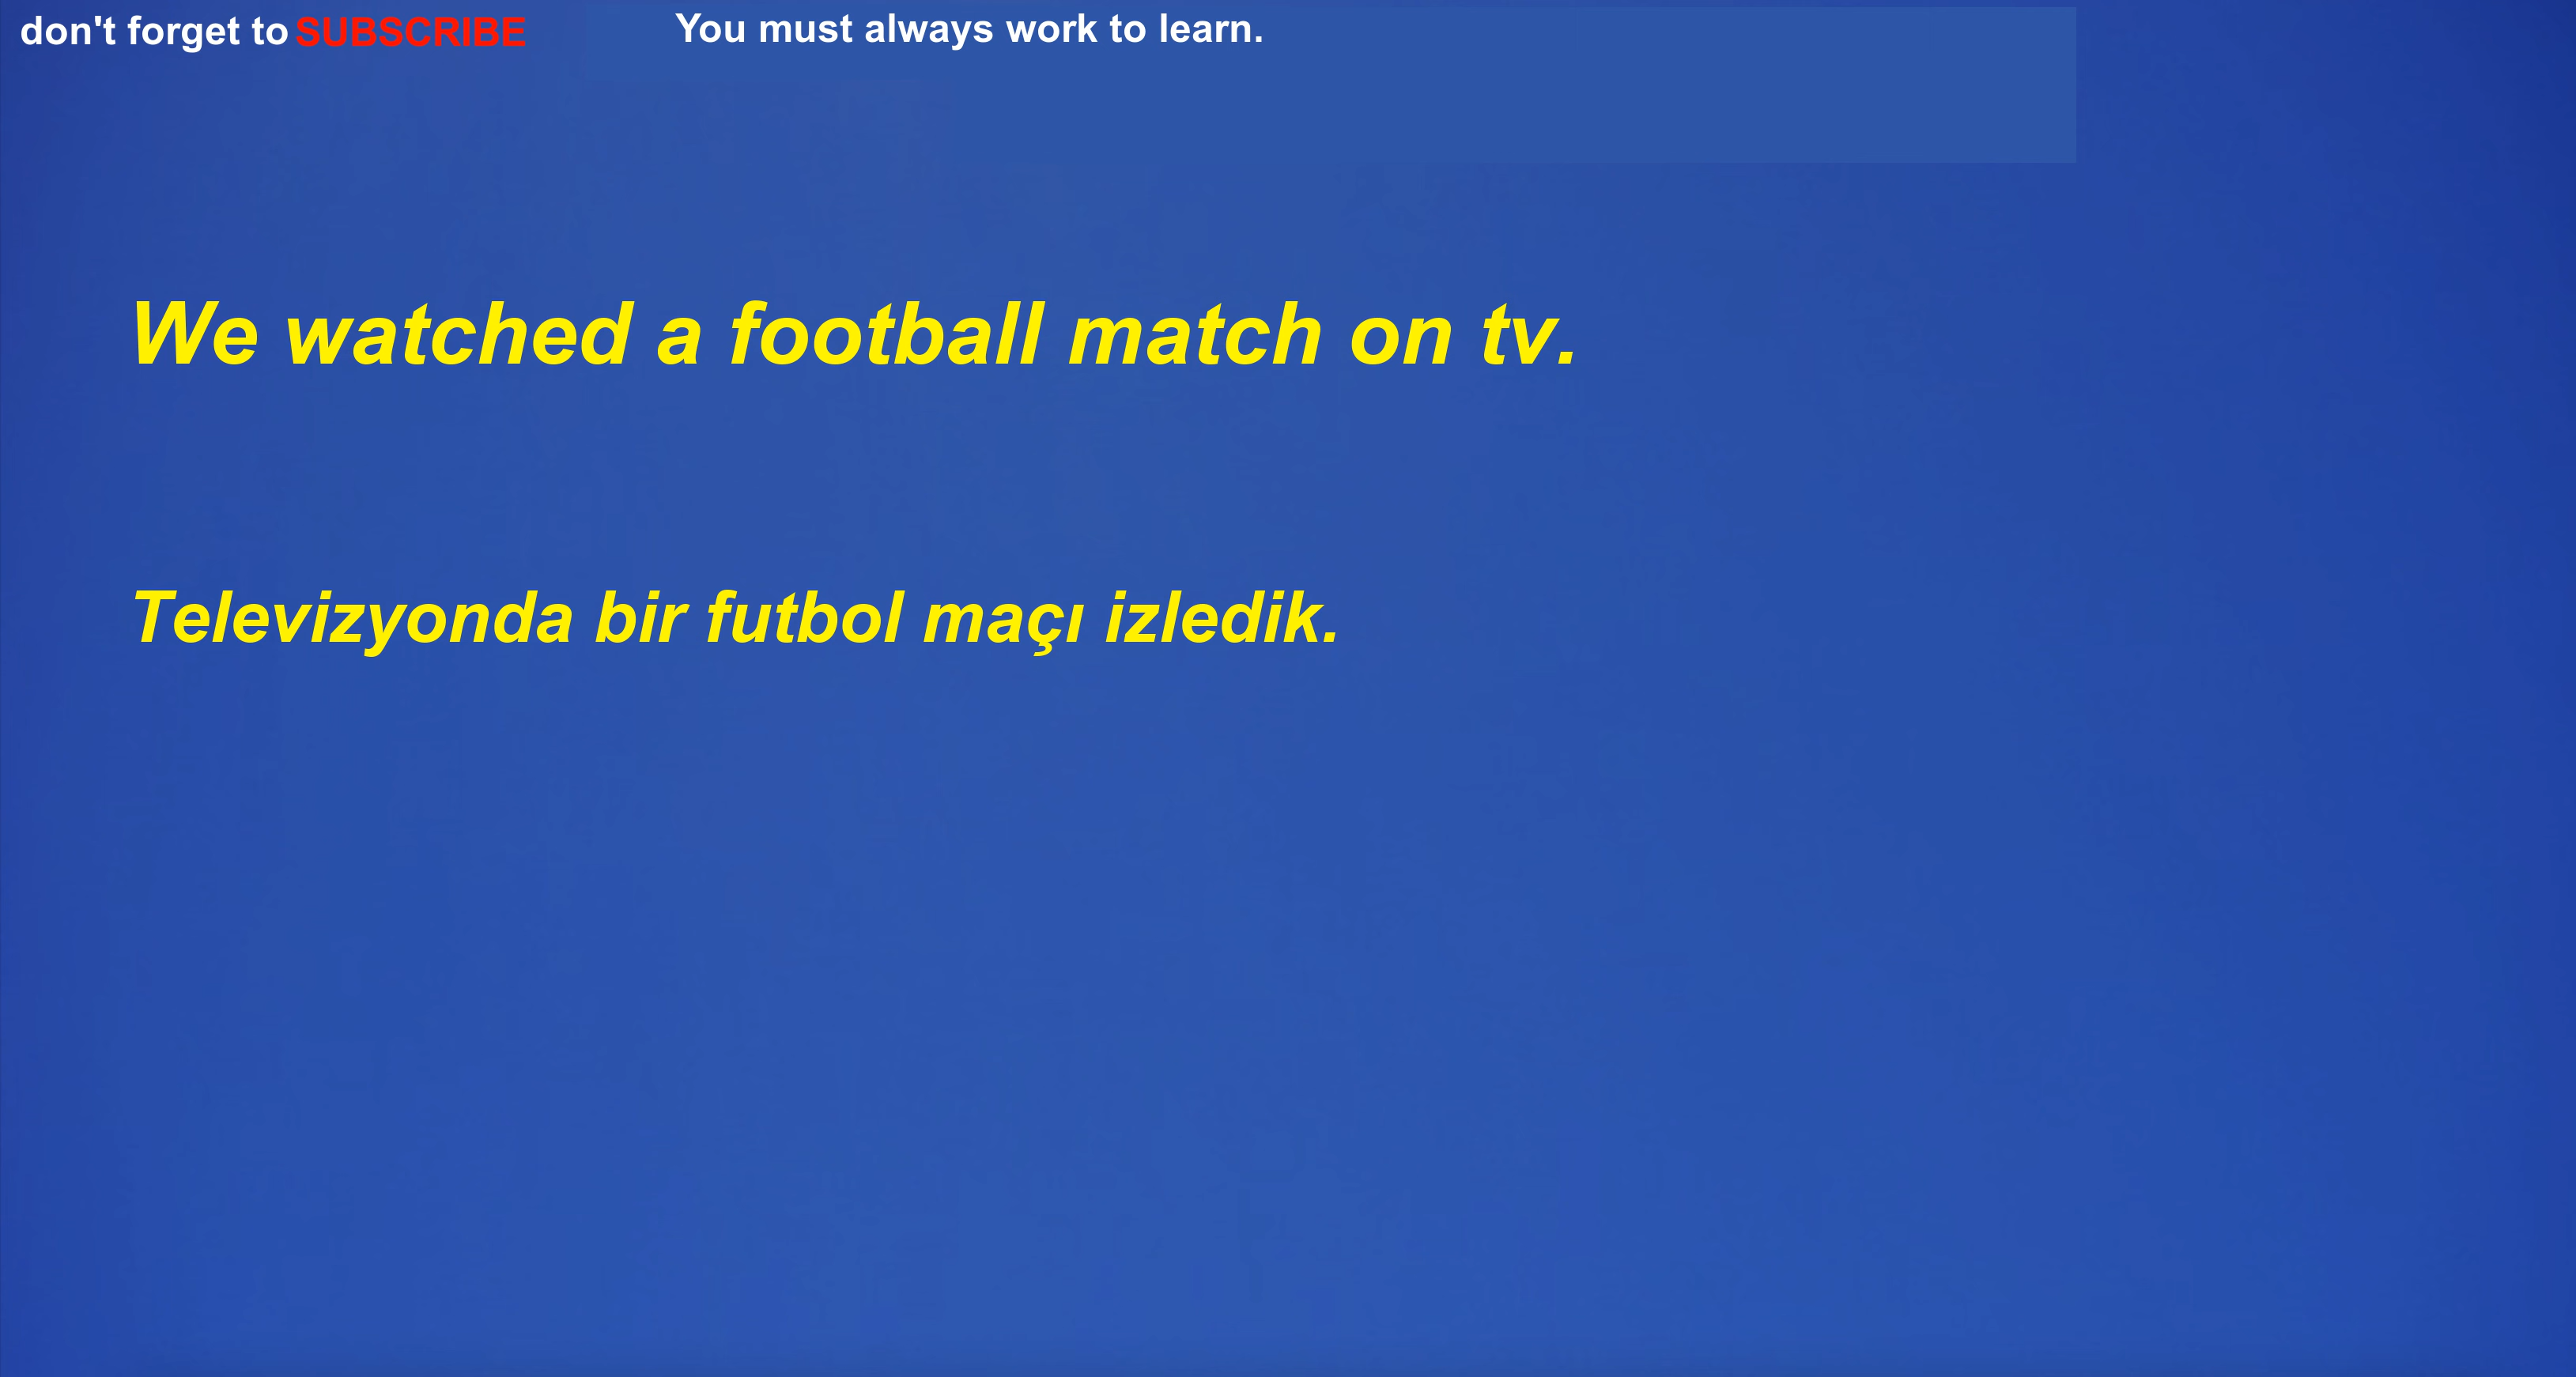 don't forget to SUBSCRIBE
You must always work to learn.
We watched a football match on tv.
Televizyonda bir futbol maçı izledik.